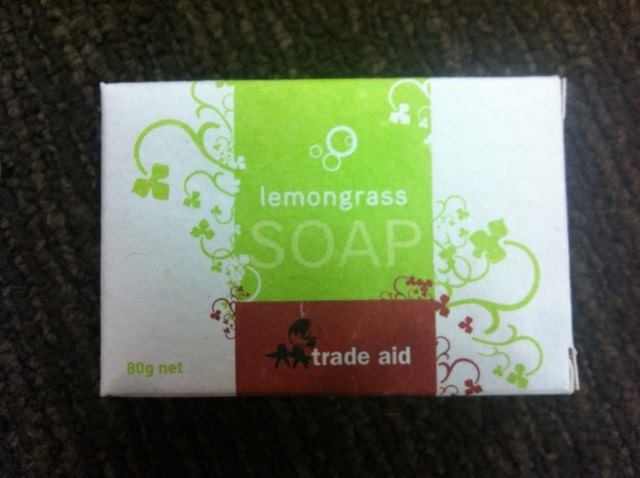 lemongrass
SOAP
trade aid
80g net